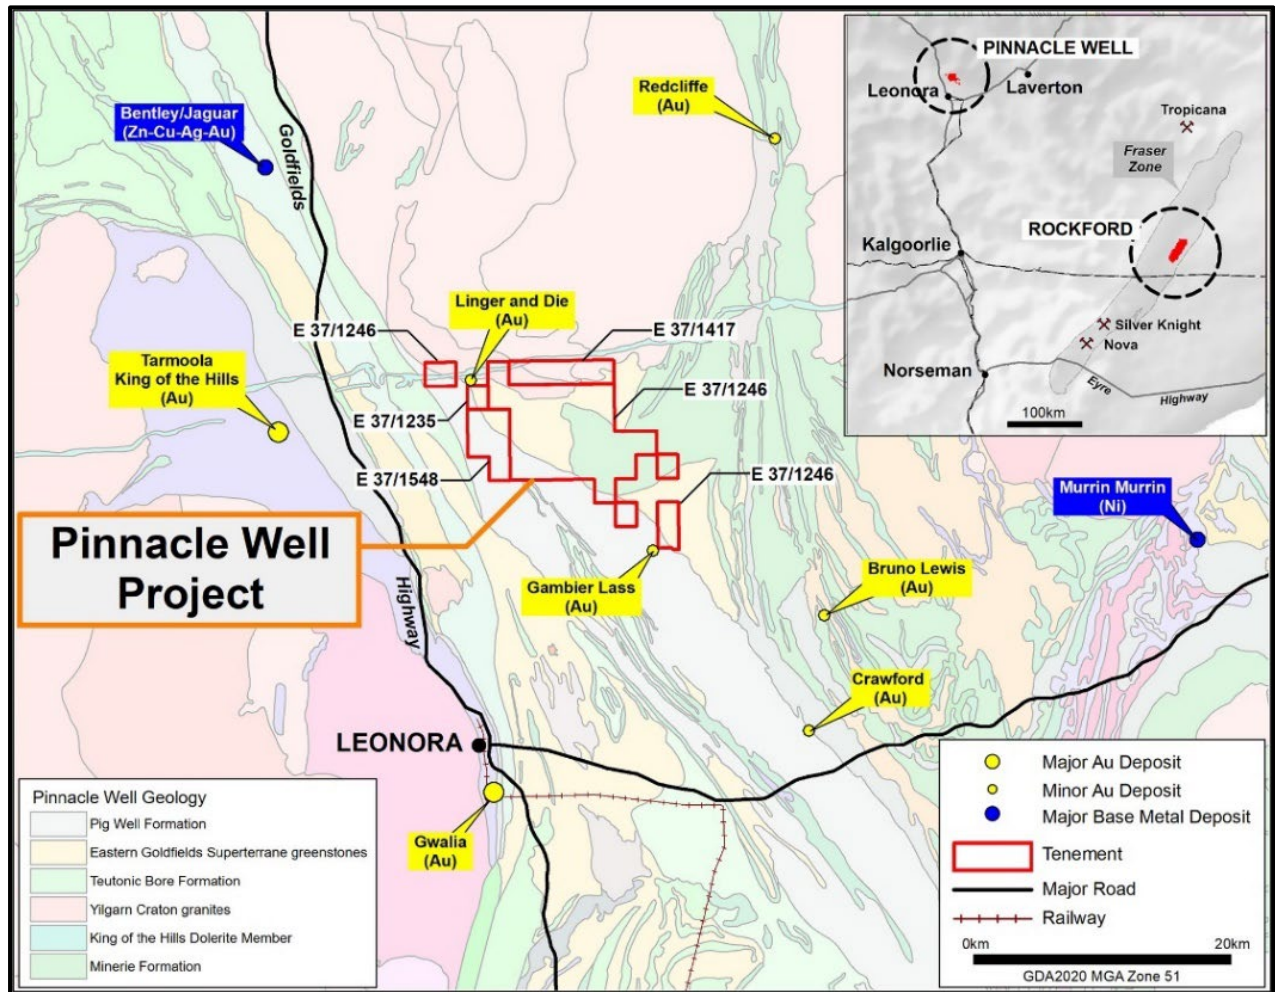 Bentley/Jaguar
(Zn-Cu-Ag-Au)
Goldfields
Highway
Redcliffe
(Au)
Linger and Die
(Au)
E 37/1246
E 37/1417
Tarmoola
King of the Hills
(Au)
E 37/1246
E 37/1235
E 37/1548
E 37/1246
Murrin Murrin
(Ni)
Pinnacle Well
Project
Gambier Lass
(Au)
Bruno Lewis
(Au)
Crawford
(Au)
LEONORA
Gwalia
(Au)
PINNACLE WELL
Leonora
Laverton
Tropicana
Fraser
Zone
ROCKFORD
Kalgoorlie
Silver Knight
Nova
Norseman
Eyre
Highway
100km
Pinnacle Well Geology
Pig Well Formation
Eastern Goldfields Superterrane greenstones
Teutonic Bore Formation
Yilgarn Craton granites
King of the Hills Dolerite Member
Minerie Formation
Major Au Deposit
Minor Au Deposit
Major Base Metal Deposit
Tenement
Major Road
Railway
0km 20km
GDA2020 MGA Zone 51